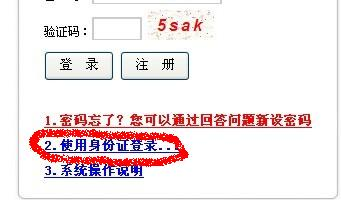 验证码：
5sak
登 录 注 册
1.密码忘了？您可以通过回答问题新设密码
2.使用身份证登录...
3.系统操作说明